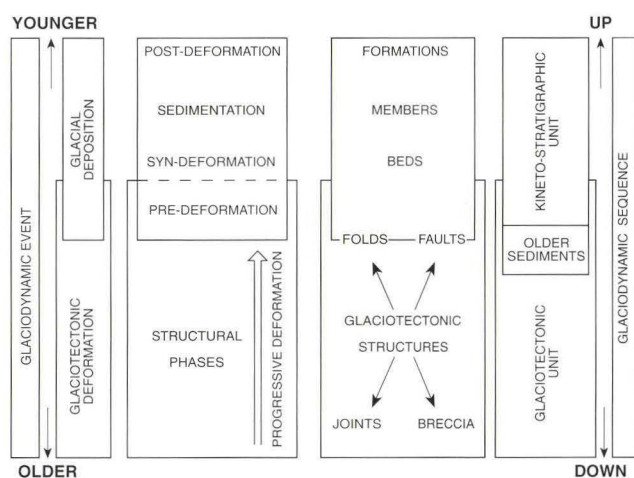 YOUNGER
UP
GLACIODYNAMIC EVENT
GLACIAL
DEPOSITION
GLACIOTECTONIC
DEFORMATION
POST-DEFORMATION
SEDIMENTATION
SYN-DEFORMATION
PRE-DEFORMATION
STRUCTURAL
PHASES
PROGRESSIVE DEFORMATION
FORMATIONS
MEMBERS
BEDS
FOLDS
FAULTS
GLACIOTECTONIC
STRUCTURES
JOINTS
BRECCIA
KINETO-STRATIGRAPHIC
UNIT
OLDER
SEDIMENTS
GLACIOTECTONIC
UNIT
GLACIODYNAMIC SEQUENCE
OLDER
DOWN